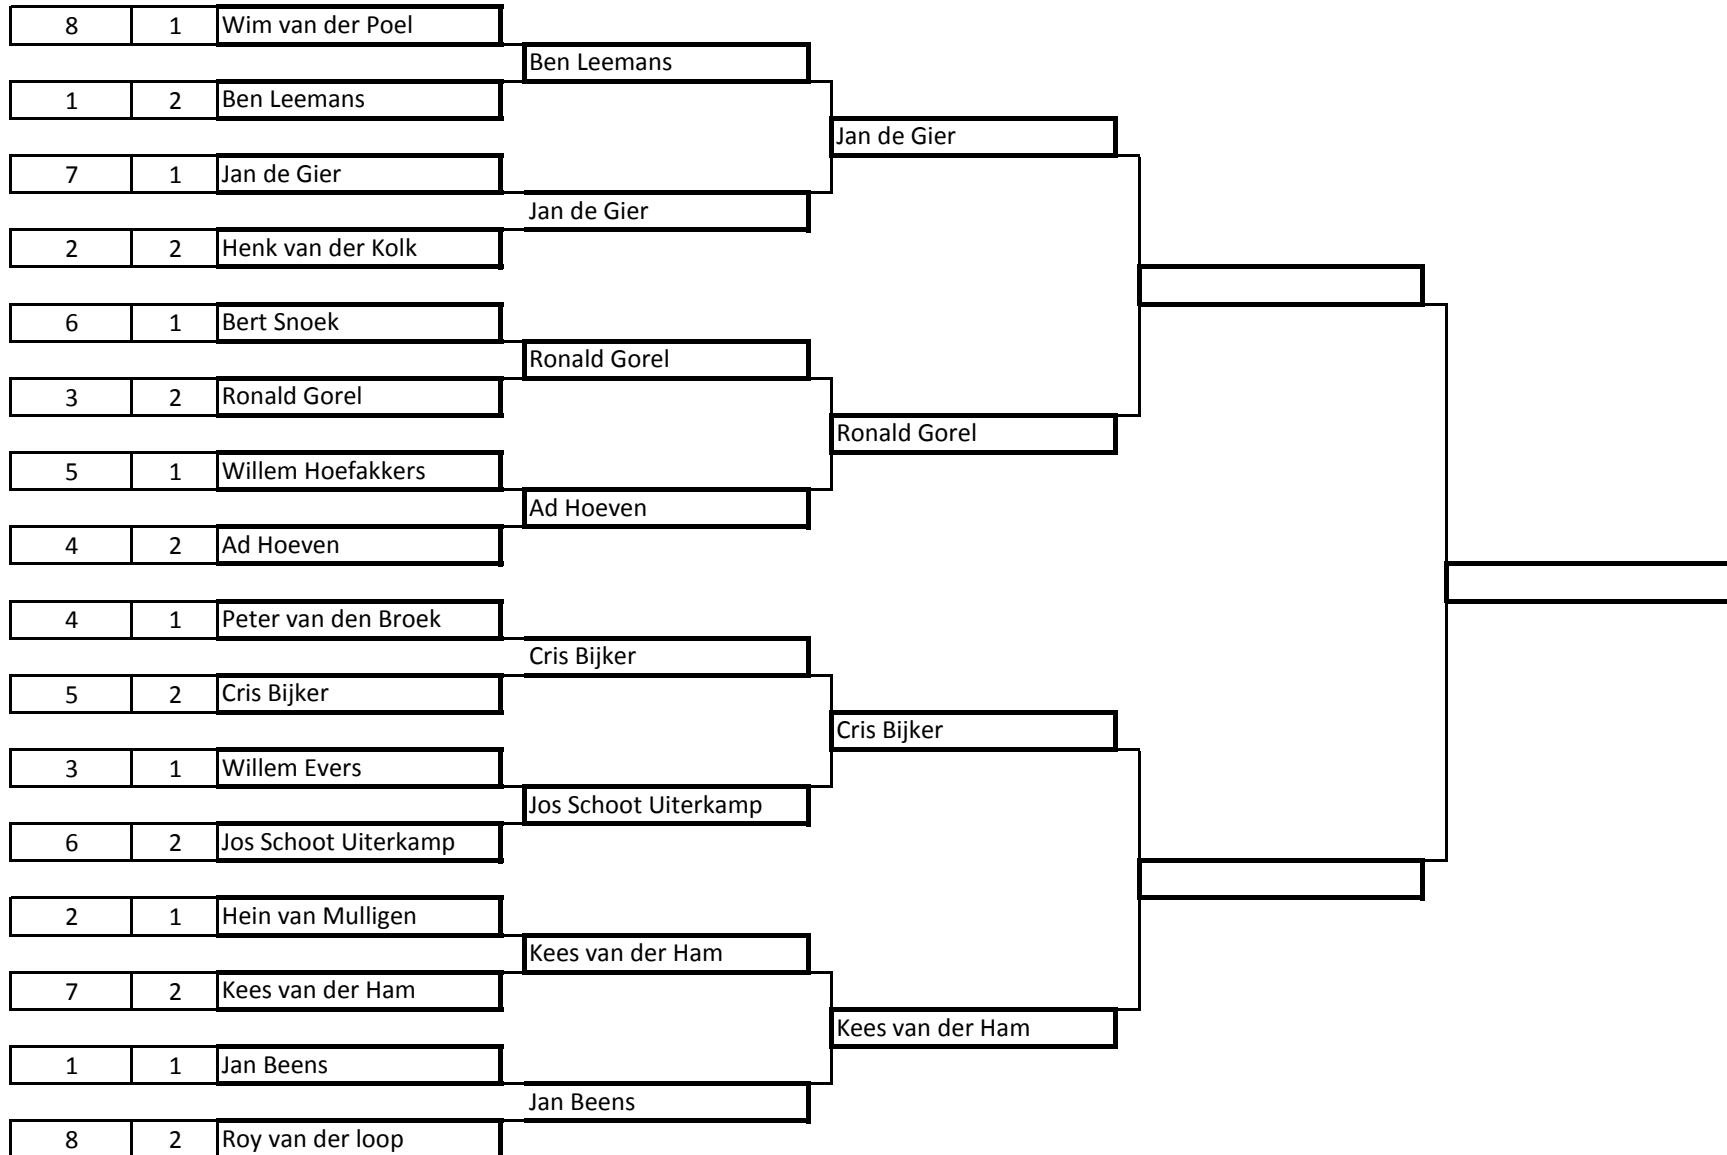 8 1 Wim van der Poel
Ben Leemans
1 2 Ben Leemans
Jan de Gier
7 1 Jan de Gier
Jan de Gier
2 2 Henk van der Kolk
6 1 Bert Snoek
Ronald Gorel
3 2 Ronald Gorel
Ronald Gorel
5 1 Willem Hoefakkers
Ad Hoeven
4 2 Ad Hoeven
4 1 Peter van den Broek
Cris Bijker
5 2 Cris Bijker
Cris Bijker
3 1 Willem Evers
Jos Schoot Uiterkamp
6 2 Jos Schoot Uiterkamp
2 1 Hein van Mulligen
Kees van der Ham
7 2 Kees van der Ham
Kees van der Ham
1 1 Jan Beens
Jan Beens
8 2 Roy van der loop